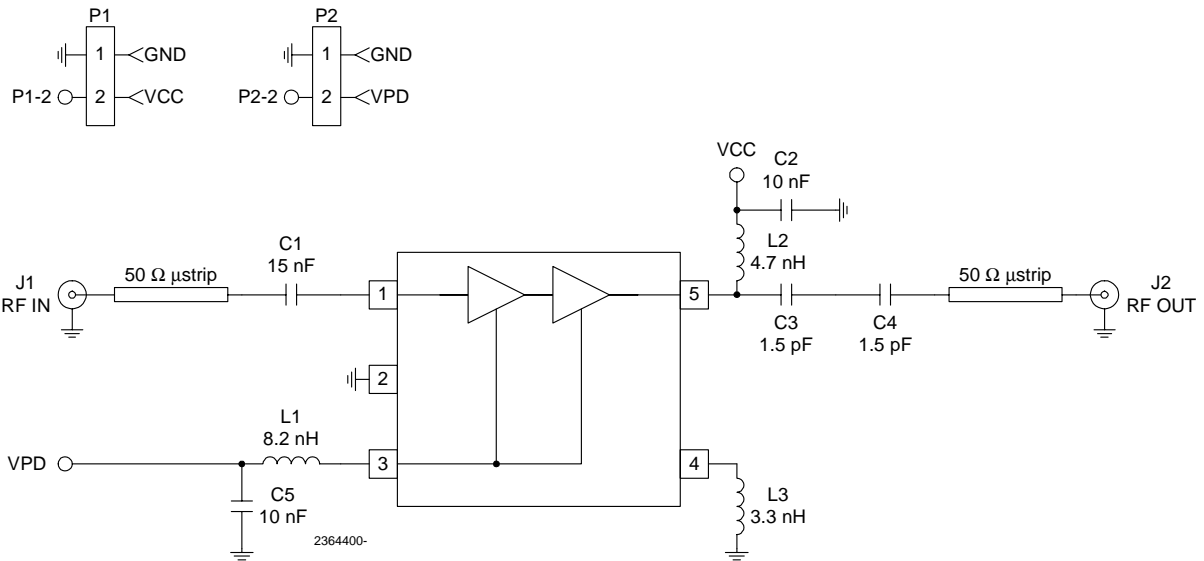 P1
1
GND
P1-2
2
VCC
P2
1
GND
P2-2
2
VPD
VCC
C2
10 nF
L2
4.7 nH
J1
RF IN
50 Ω µstrip
C1
15 nF
1
5
C3
1.5 pF
C4
1.5 pF
50 Ω µstrip
J2
RF OUT
2
VPD
L1
8.2 nH
3
4
C5
10 nF
L3
3.3 nH
2364400-